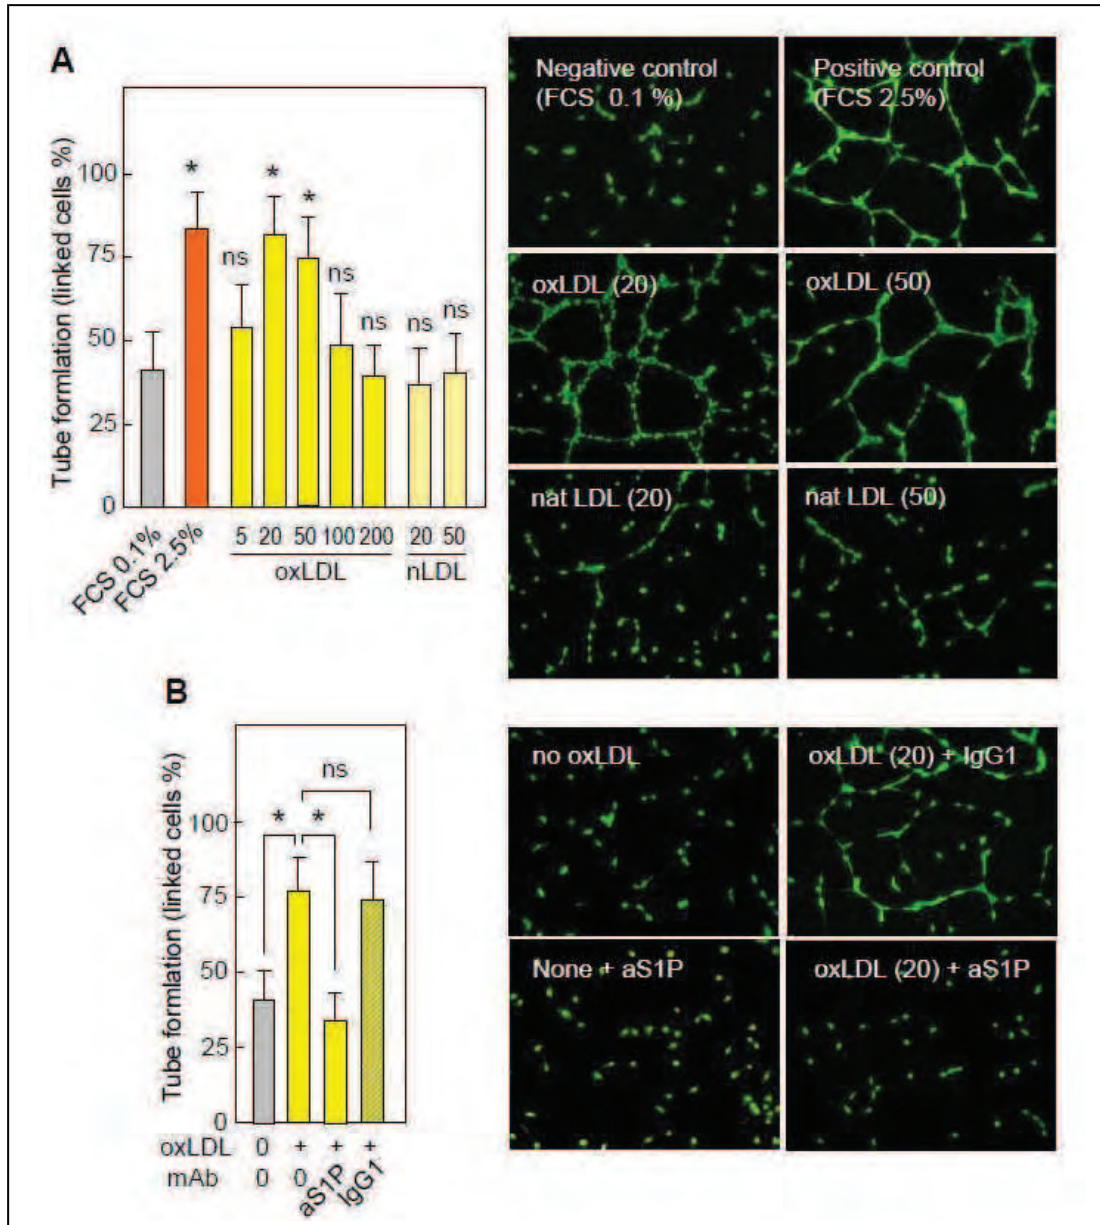 A
Tube formlation (linked cells %)
100
75
50
25
0
*
*
*
ns
ns
ns
ns
ns
FCS 0.1%
FCS 2.5%
5 20 50 100 200 20 50
oxLDL nLDL
Negative control
(FCS 0.1 %)
Positive control
(FCS 2.5%)
oxLDL (20)
oxLDL (50)
nat LDL (20)
nat LDL (50)
B
Tube formlation (linked cells %)
100
75
50
25
0
ns
* *
oxLDL 0 + + +
mAb 0 0 aS1P IgG1
no oxLDL
oxLDL (20) + IgG1
None + aS1P
oxLDL (20) + aS1P